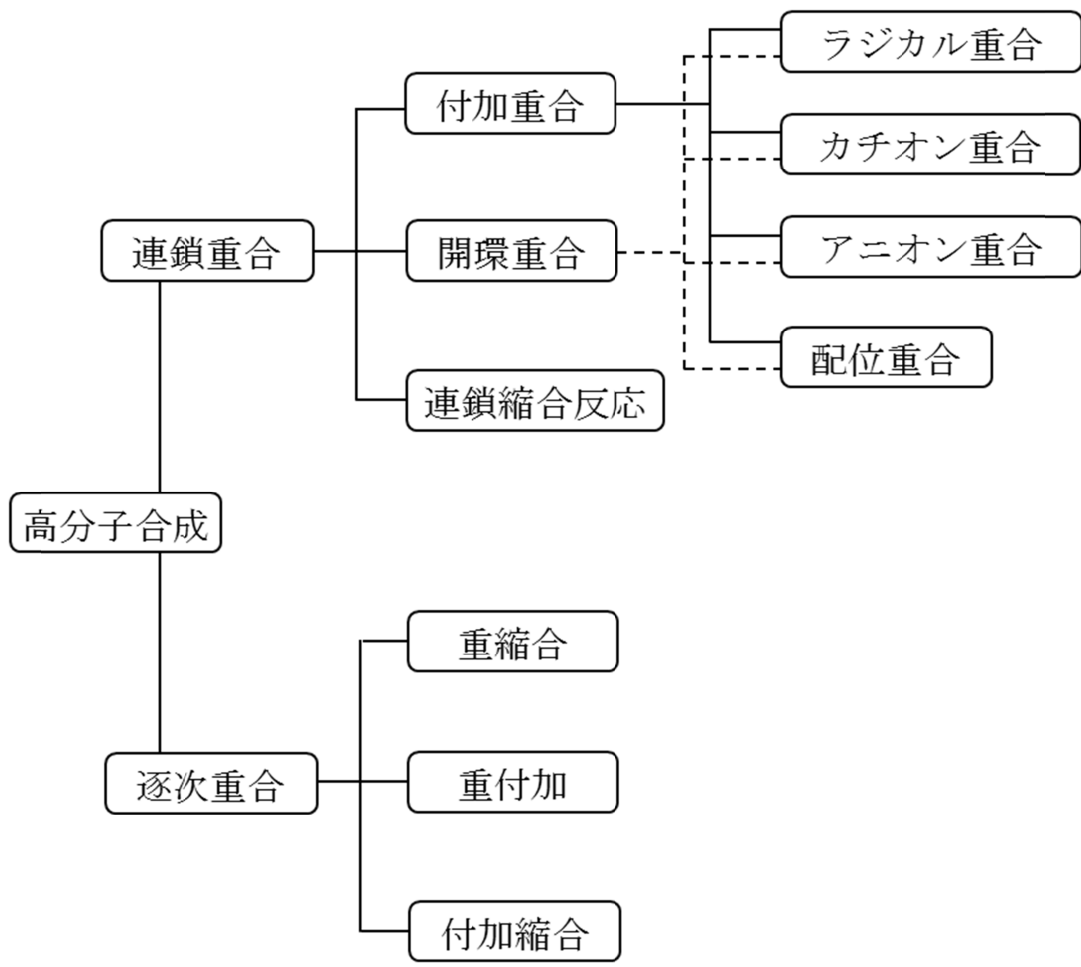 ラジカル重合
付加重合
カチオン重合
連鎖重合
開環重合
アニオン重合
配位重合
連鎖縮合反応
高分子合成
重縮合
逐次重合
重付加
付加縮合